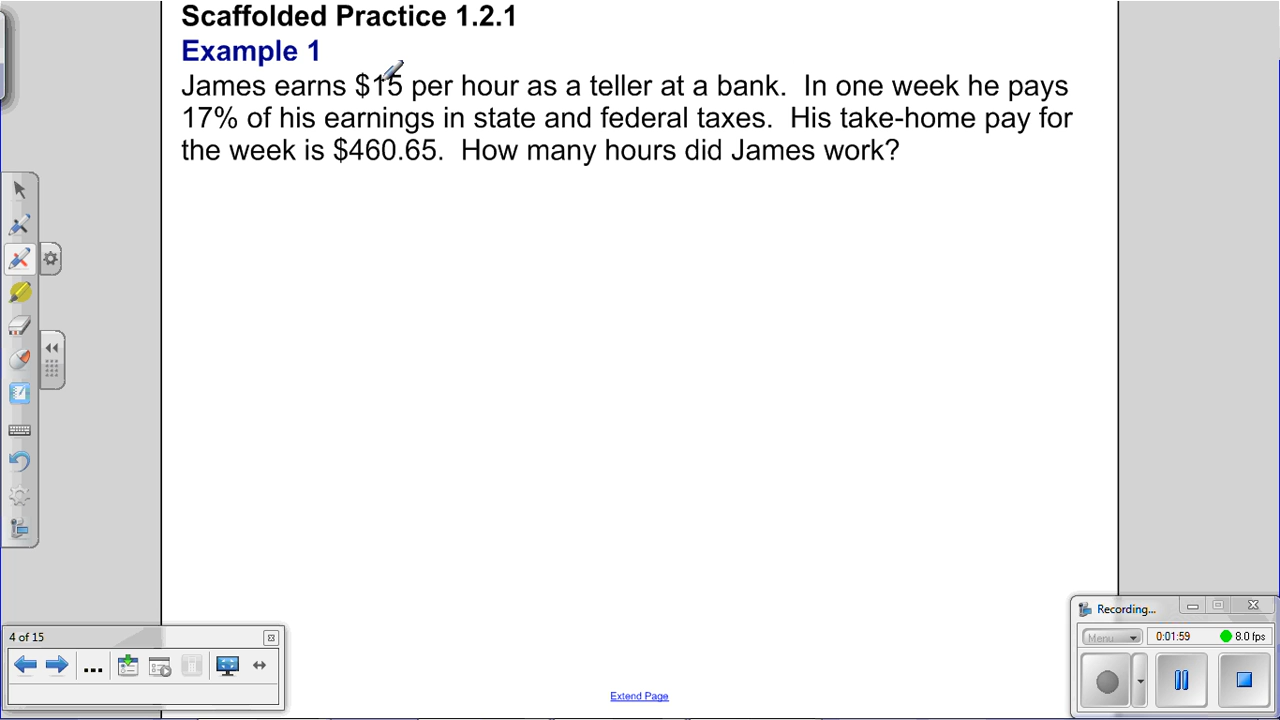 Scaffolded Practice 1.2.1
Example 1
James earns $15 per hour as a teller at a bank. In one week he pays
17% of his earnings in state and federal taxes. His take-home pay for
the week is $460.65. How many hours did James work?
Recording...
Menu
0:01:59
8.0 fps
4 of 15
Extend Page